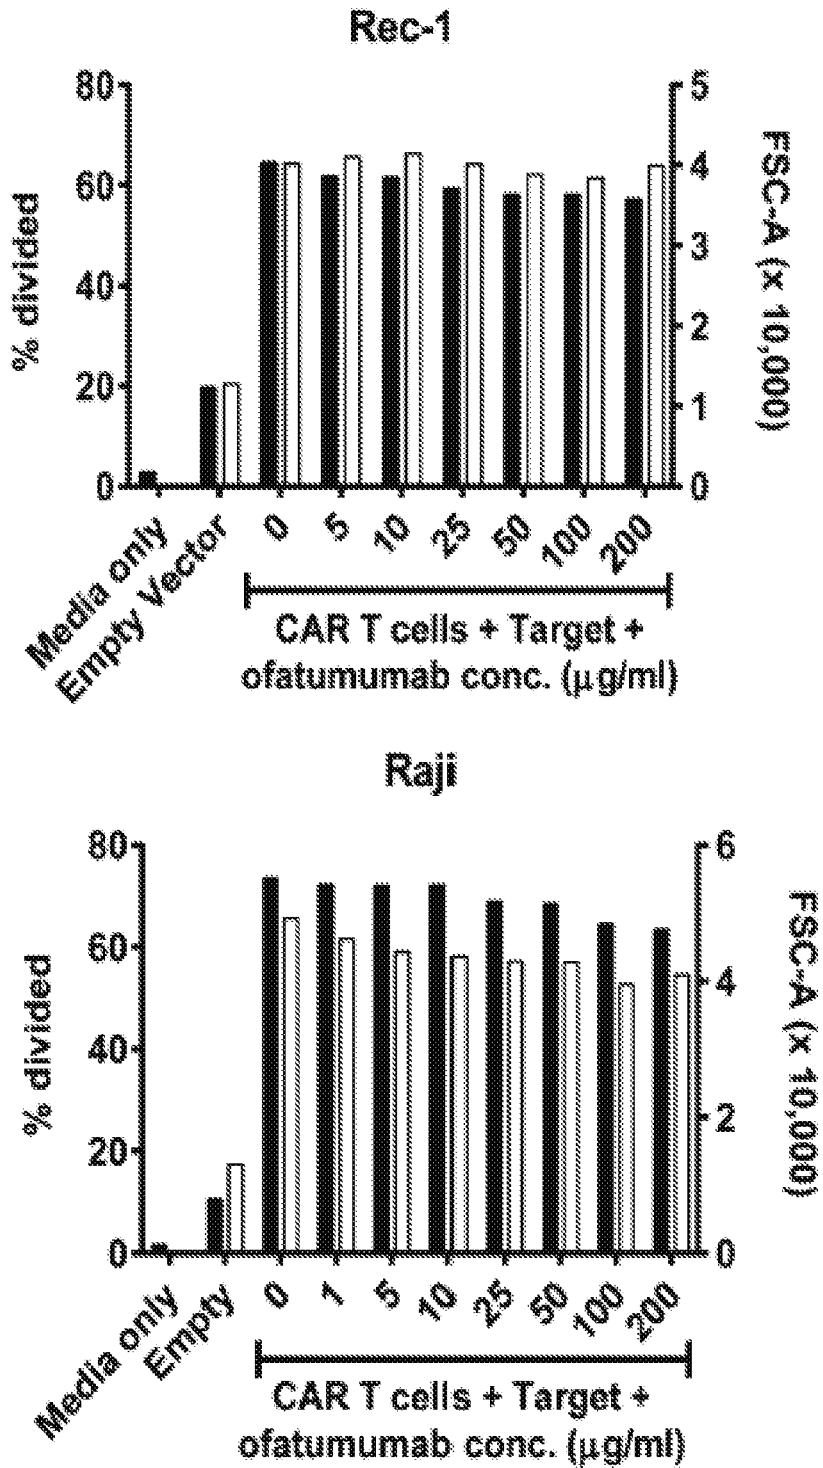 Rec-1
% divided
80
60
40
20
0
5
4
3
2
1
0
FSC-A (x 10,000)
Media only
Empty Vector
0
5
10
25
50
100
200
CAR T cells + Target +
ofatumumab conc. (μg/ml)
Raji
% divided
80
60
40
20
0
6
4
2
0
FSC-A (x 10,000)
Media only
Empty
0
1
5
10
25
50
100
200
CAR T cells + Target +
ofatumumab conc. (μg/ml)